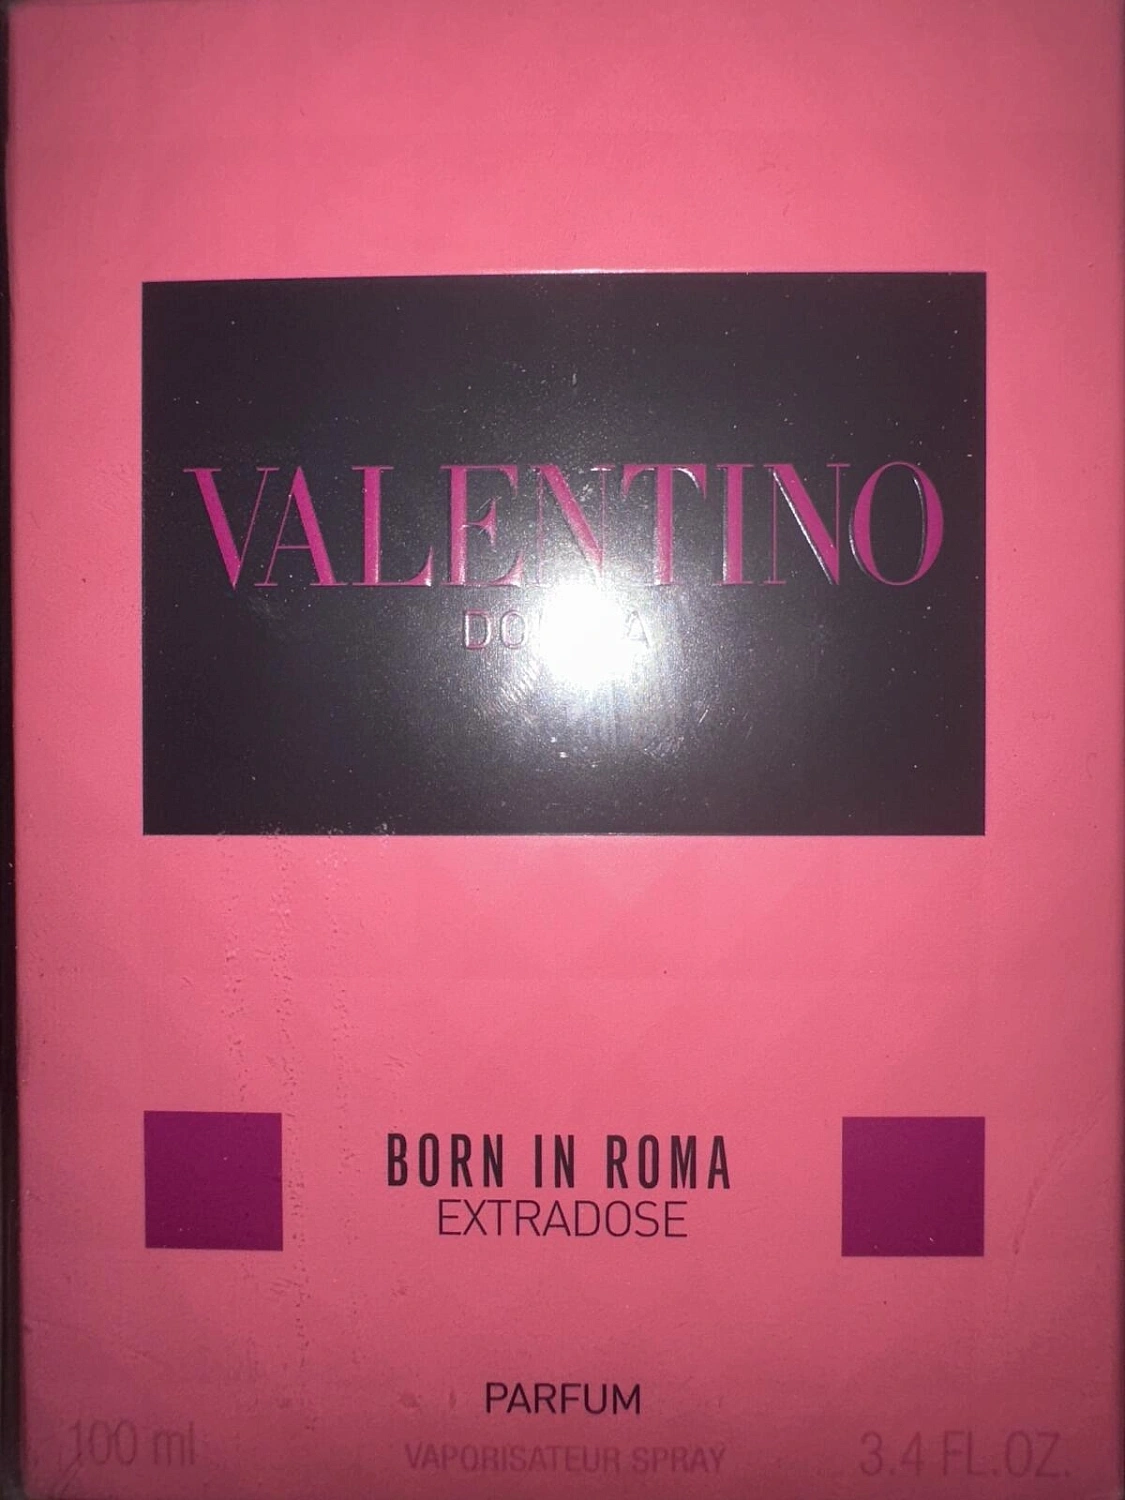 VALENTINO
BORN IN ROMA
EXTRADOSE
PARFUM
100 ml VAPORISATEUR SPRAY 3.4 FL.OZ.